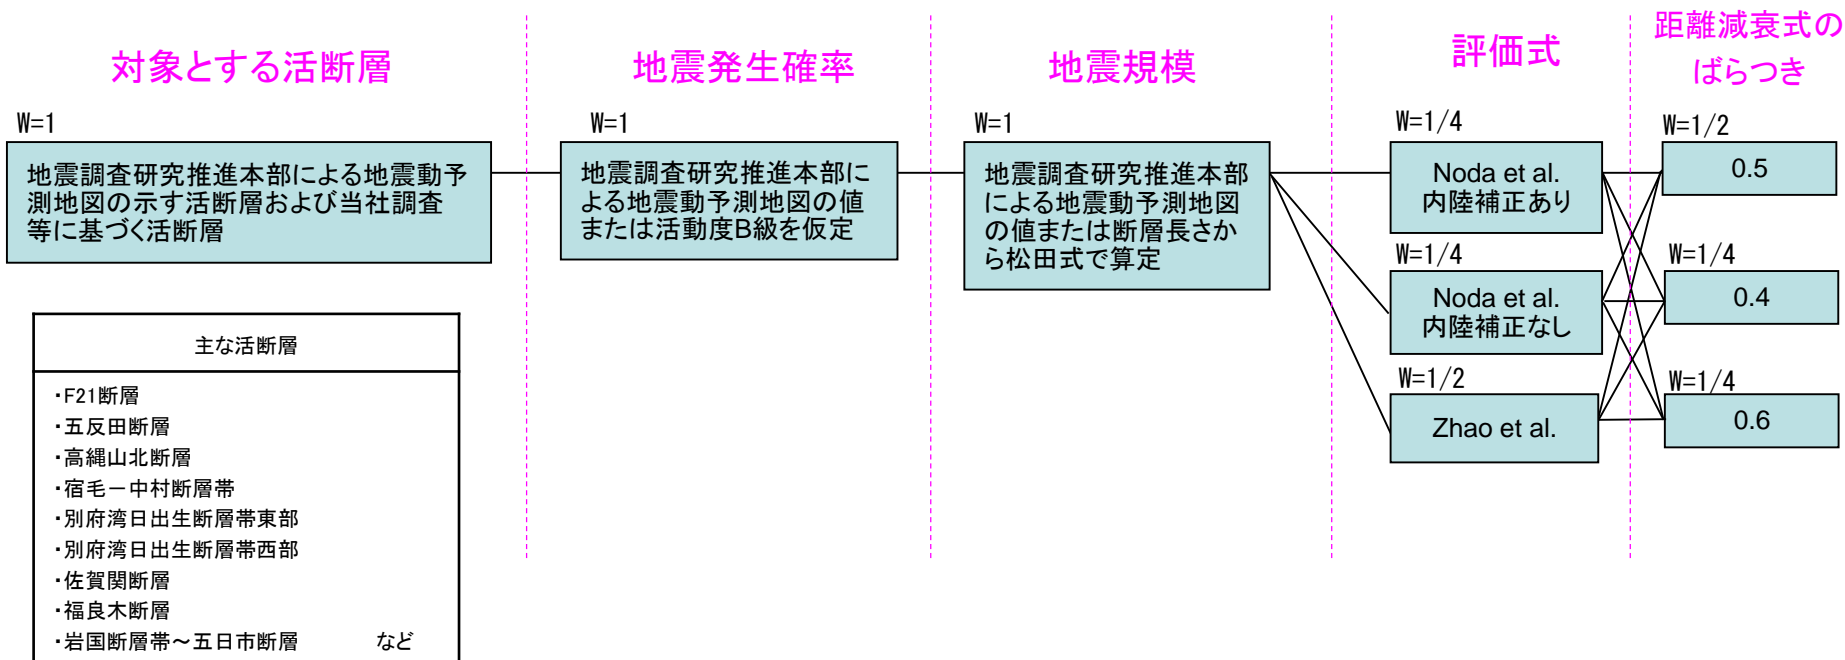 対象とする活断層
地震発生確率
地震規模
評価式
距離減衰式の
ばらつき
W=1
地震調査研究推進本部による地震動予
測地図の示す活断層および当社調査
等に基づく活断層
W=1
地震調査研究推進本部に
よる地震動予測地図の値
または活動度B級を仮定
W=1
地震調査研究推進本部
による地震動予測地図
の値または断層長さか
ら松田式で算定
W=1/4
Noda et al.
内陸補正あり
W=1/4
Noda et al.
内陸補正なし
W=1/2
Zhao et al.
W=1/2
0.5
W=1/4
0.4
W=1/4
0.6
主な活断層
・F21断層
・五反田断層
・高縄山北断層
・宿毛－中村断層帯
・別府湾日出生断層帯東部
・別府湾日出生断層帯西部
・佐賀関断層
・福良木断層
・岩国断層帯～五日市断層 など